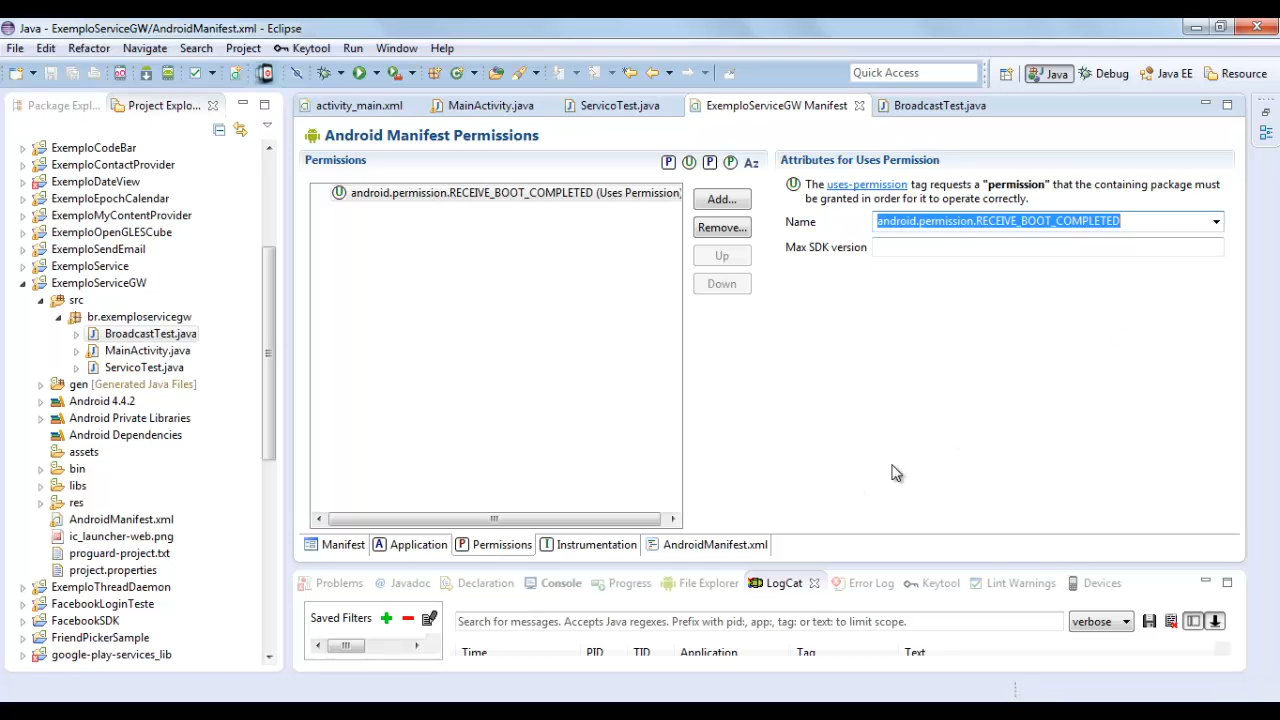 Java - ExemploServiceGW/AndroidManifest.xml - Eclipse
File Edit Refactor Navigate Search Project Keytool Run Window Help
Quick Access Java Debug Java EE Resource
Package Expl... Project Explo...
activity_main.xml MainActivity.java ServicoTest.java ExemploServiceGW Manifest BroadcastTest.java
ExemploCodeBar
ExemploContactProvider
ExemploDateView
ExemploEpochCalendar
ExemploMyContentProvider
ExemploOpenGLESCube
ExemploSendEmail
ExemploService
ExemploServiceGW
src
br.exemploservicegw
BroadcastTest.java
MainActivity.java
ServicoTest.java
gen [Generated Java Files]
Android 4.4.2
Android Private Libraries
Android Dependencies
assets
bin
libs
res
AndroidManifest.xml
ic_launcher-web.png
proguard-project.txt
project.properties
ExemploThreadDaemon
FacebookLoginTeste
FacebookSDK
FriendPickerSample
google-play-services_lib
Android Manifest Permissions
Permissions
P U P P Az
U android.permission.RECEIVE_BOOT_COMPLETED (Uses Permission)
Add...
Remove...
Up
Down
Attributes for Uses Permission
U The uses-permission tag requests a "permission" that the containing package must
be granted in order for it to operate correctly.
Name android.permission.RECEIVE_BOOT_COMPLETED
Max SDK version
Manifest A Application P Permissions I Instrumentation AndroidManifest.xml
Problems @ Javadoc Declaration Console Progress File Explorer LogCat Error Log Keytool Lint Warnings Devices
Saved Filters
Search for messages. Accepts Java regexes. Prefix with pid:, app:, tag: or text: to limit scope.
verbose
Time PID TID Application Tag Text